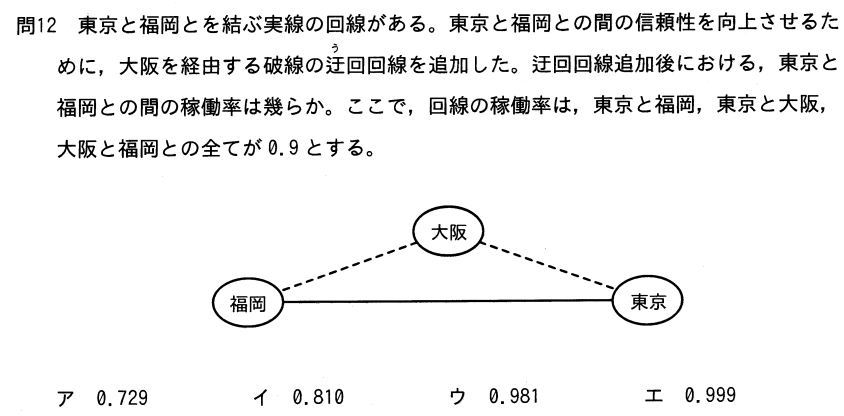 問12 東京と福岡とを結ぶ実線の回線がある。東京と福岡との間の信頼性を向上させるた
めに，大阪を経由する破線の迂回回線を追加した。迂回回線追加後における，東京と
う
福岡との間の稼働率は幾らか。ここで，回線の稼働率は，東京と福岡，東京と大阪，
大阪と福岡との全てが0.9とする。
大阪
福岡
東京
ア 0.729 イ 0.810 ウ 0.981 エ 0.999